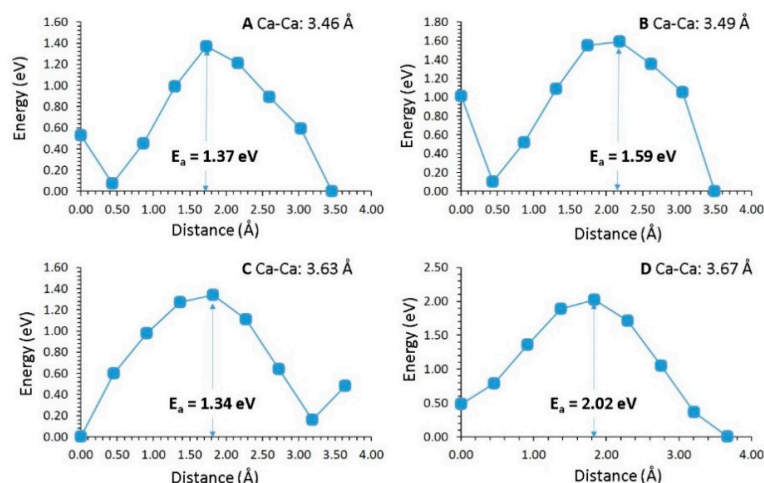 A Ca-Ca: 3.46 Å
Energy (eV)
1.60
1.40
1.20
1.00
0.80
0.60
0.40
0.20
0.00
Eₐ = 1.37 eV
0.00 0.50 1.00 1.50 2.00 2.50 3.00 3.50 4.00
Distance (Å)
B Ca-Ca: 3.49 Å
Energy (eV)
1.80
1.60
1.40
1.20
1.00
0.80
0.60
0.40
0.20
0.00
Eₐ = 1.59 eV
0.00 0.50 1.00 1.50 2.00 2.50 3.00 3.50 4.00
Distance (Å)
C Ca-Ca: 3.63 Å
Energy (eV)
1.60
1.40
1.20
1.00
0.80
0.60
0.40
0.20
0.00
Eₐ = 1.34 eV
0.00 0.50 1.00 1.50 2.00 2.50 3.00 3.50 4.00
Distance (Å)
D Ca-Ca: 3.67 Å
Energy (eV)
2.50
2.00
1.50
1.00
0.50
0.00
Eₐ = 2.02 eV
0.00 0.50 1.00 1.50 2.00 2.50 3.00 3.50 4.00
Distance (Å)